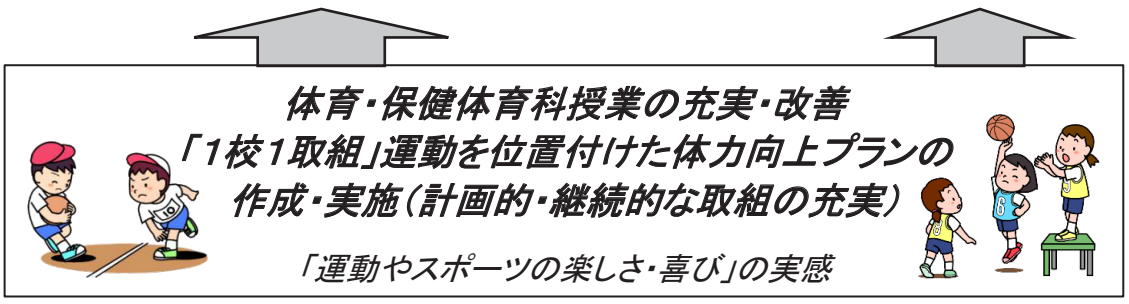 体育・保健体育科授業の充実・改善
「１校１取組」運動を位置付けた体力向上プランの
作成・実施（計画的・継続的な取組の充実）
「運動やスポーツの楽しさ・喜び」の実感
6